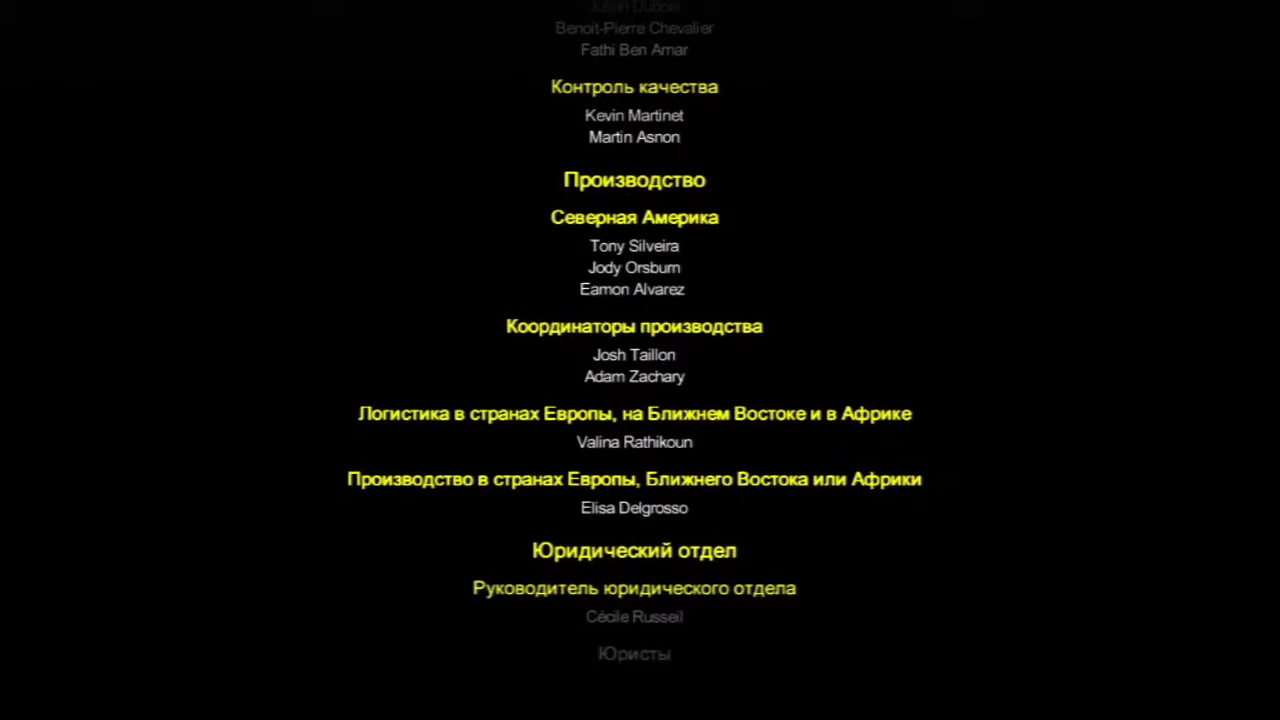 Julien Dubois
Benoit-Pierre Chevalier
Fathi Ben Amar
Контроль качества
Kevin Martinet
Martin Asnon
Производство
Северная Америка
Tony Silveira
Jody Orsburn
Eamon Alvarez
Координаторы производства
Josh Taillon
Adam Zachary
Логистика в странах Европы, на Ближнем Востоке и в Африке
Valina Rathikoun
Производство в странах Европы, Ближнего Востока или Африки
Elisa Delgrosso
Юридический отдел
Руководитель юридического отдела
Cécile Russeil
Юристы